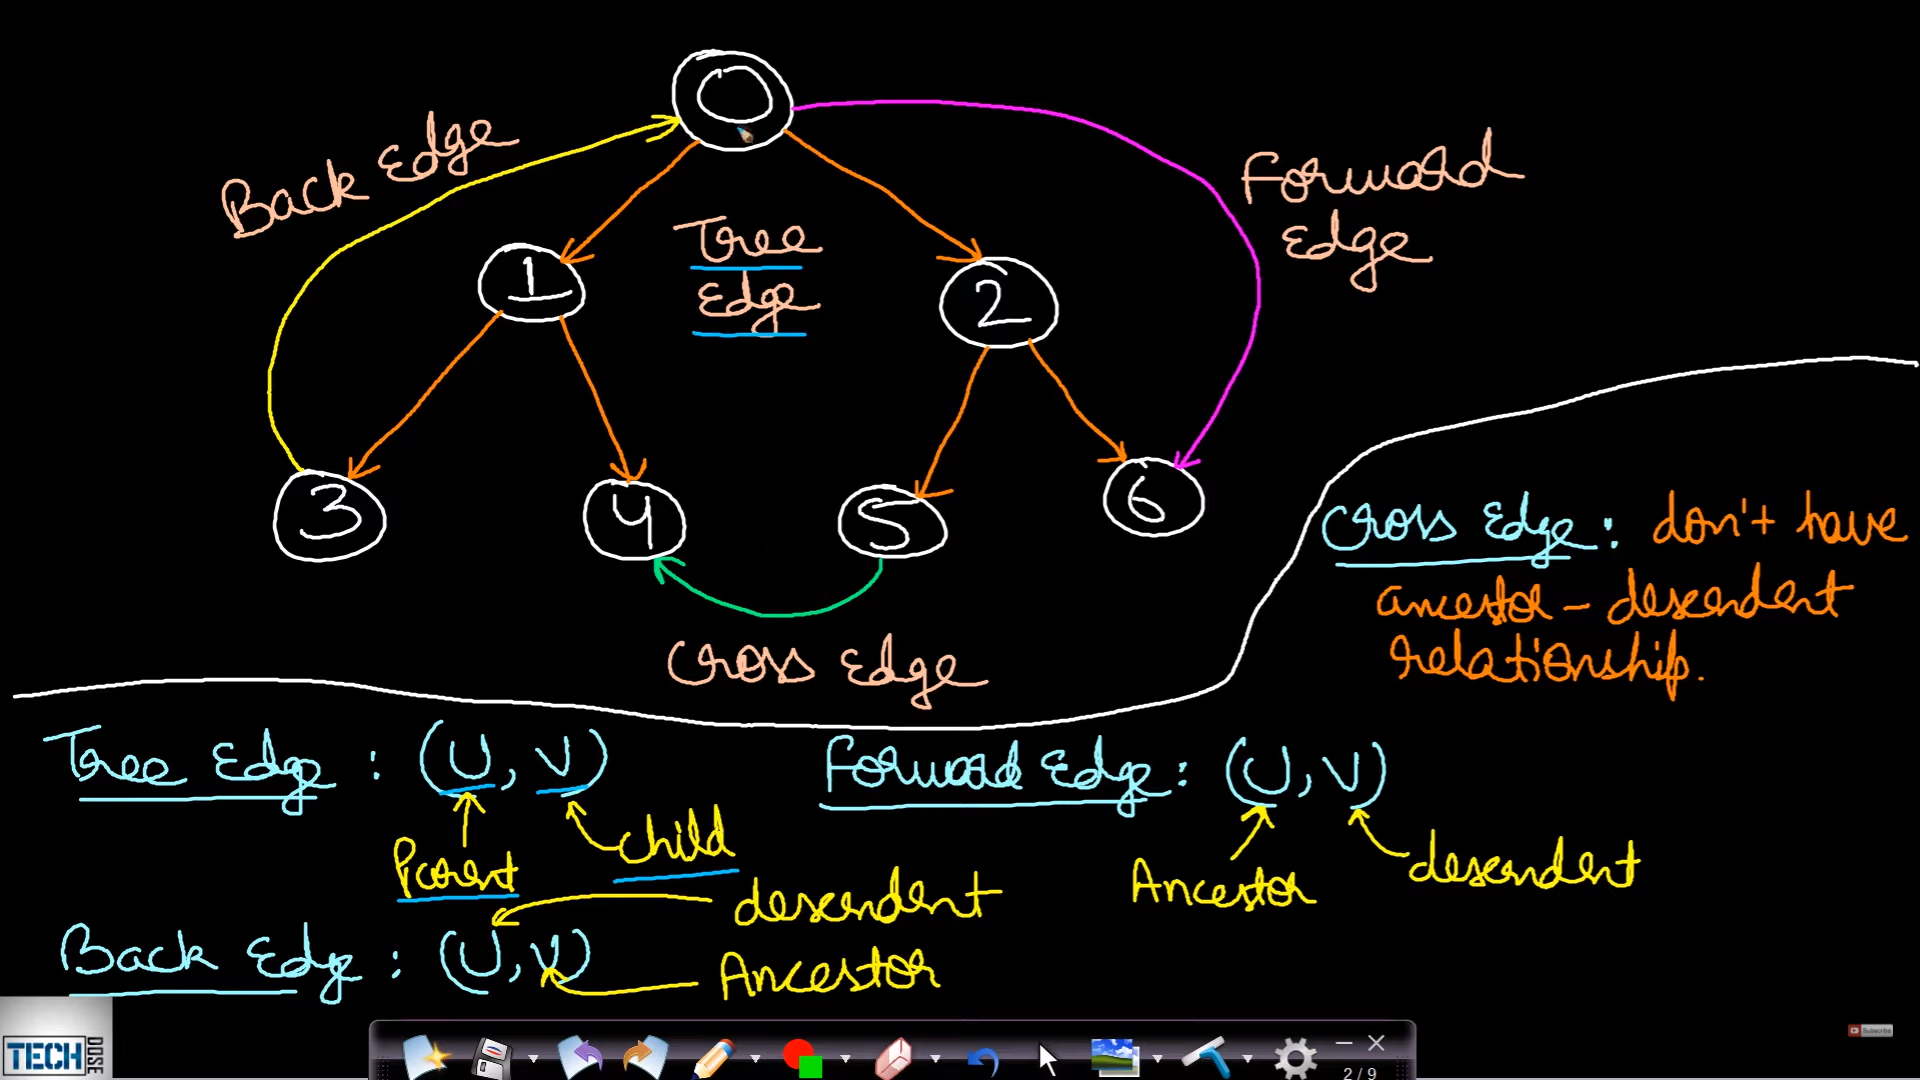 0
Back Edge
Forward
Edge
Tree
Edge
1
2
3
4
5
6
Cross Edge
Cross Edge : don't have
ancestor - descendent
relationship.
Tree Edge : (U, V)
Parent
child
Forward Edge : (U, V)
Ancestor
descendent
Back Edge : (U, V)
descendent
Ancestor
TECH
DOSE
Subscribe
2/9